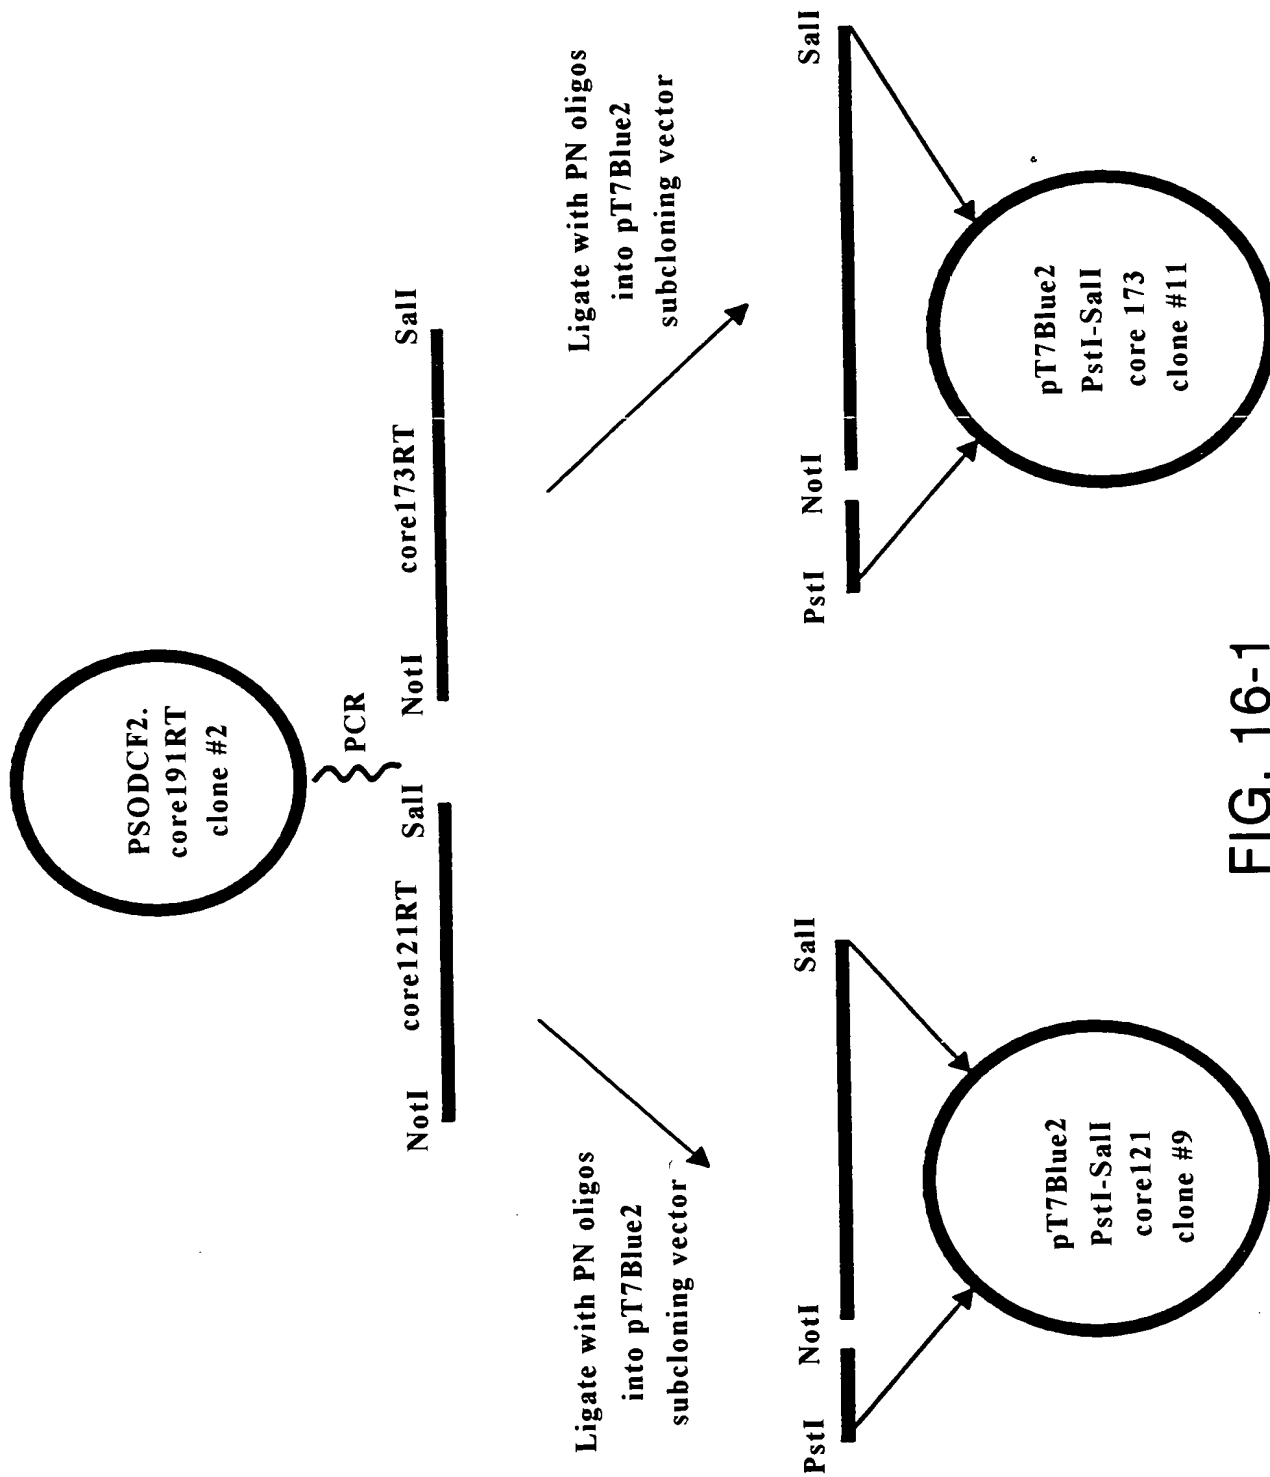 PSODCF2.
core191RT
clone #2
PCR
NotI core121RT SalI
NotI core173RT SalI
Ligate with PN oligos
into pT7Blue2
subcloning vector
Ligate with PN oligos
into pT7Blue2
subcloning vector
PstI NotI SalI
PstI NotI SalI
pT7Blue2
PstI-SalI
core121
clone #9
pT7Blue2
PstI-SalI
core 173
clone #11
FIG. 16-1